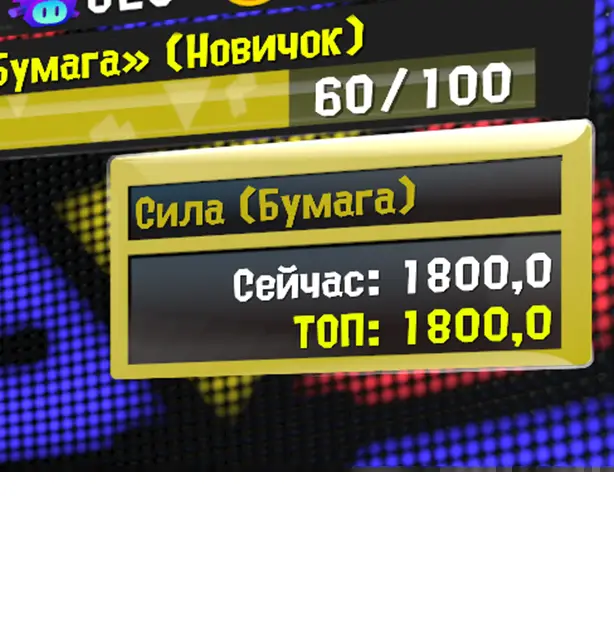 Бумага» (Новичок)
60/100
Сила (Бумага)
Сейчас: 1800,0
ТОП: 1800,0